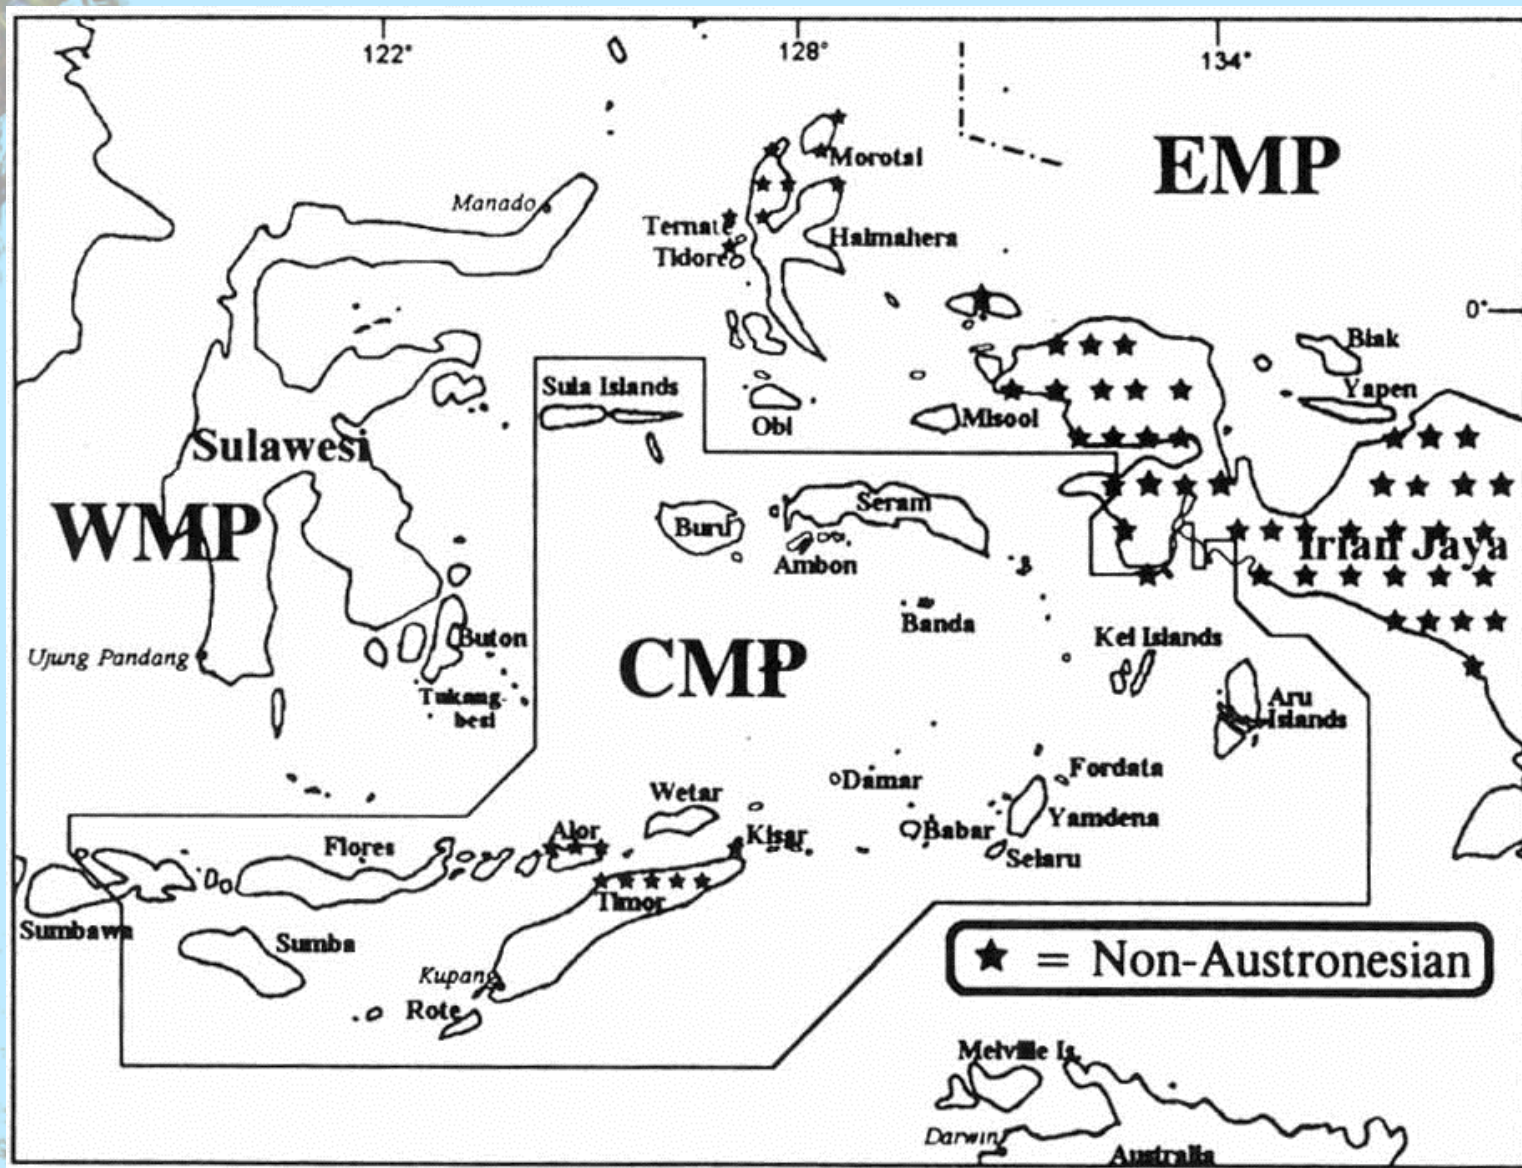 122°
128°
134°
EMP
Morotai
Manado
Ternate
Halmahera
Tidore
0°
Biak
Sula Islands
Yapen
Obi
Misool
Sulawesi
WMP
Seram
Buru
Irian Jaya
Ambon
Banda
Kei Islands
Buton
Ujung Pandang
CMP
Tukang-
besi
Aru
Islands
Fordata
Damar
Wetar
Yamdena
Babar
Kisar
Alor
Flores
Selaru
Timor
Sumbawa
Sumba
★ = Non-Austronesian
Kupang
Rote
Melville Is.
Darwin
Australia